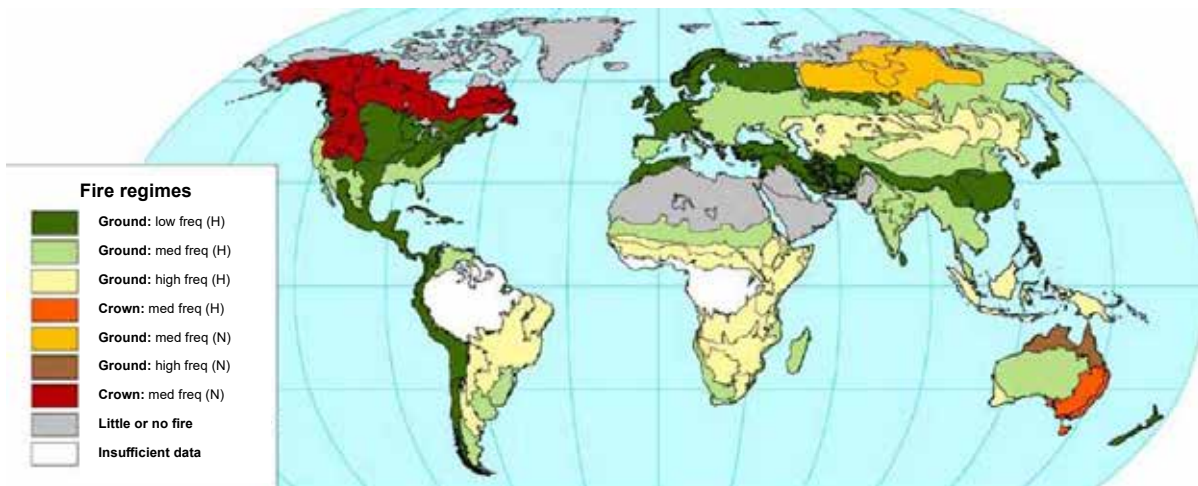 Fire regimes
Ground: low freq (H)
Ground: med freq (H)
Ground: high freq (H)
Crown: med freq (H)
Ground: med freq (N)
Ground: high freq (N)
Crown: med freq (N)
Little or no fire
Insufficient data